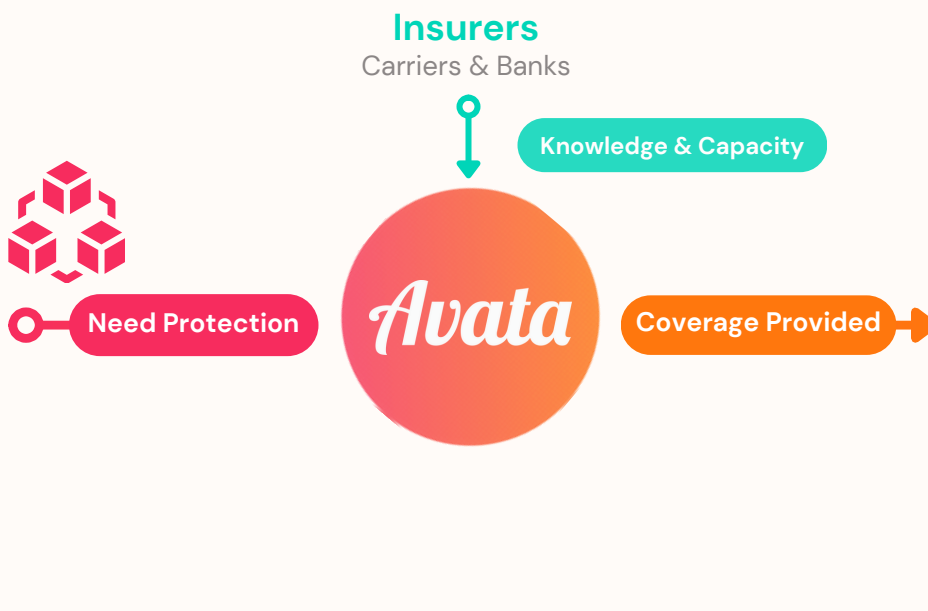 Insurers
Carriers & Banks
Knowledge & Capacity
Need Protection
Avata
Coverage Provided